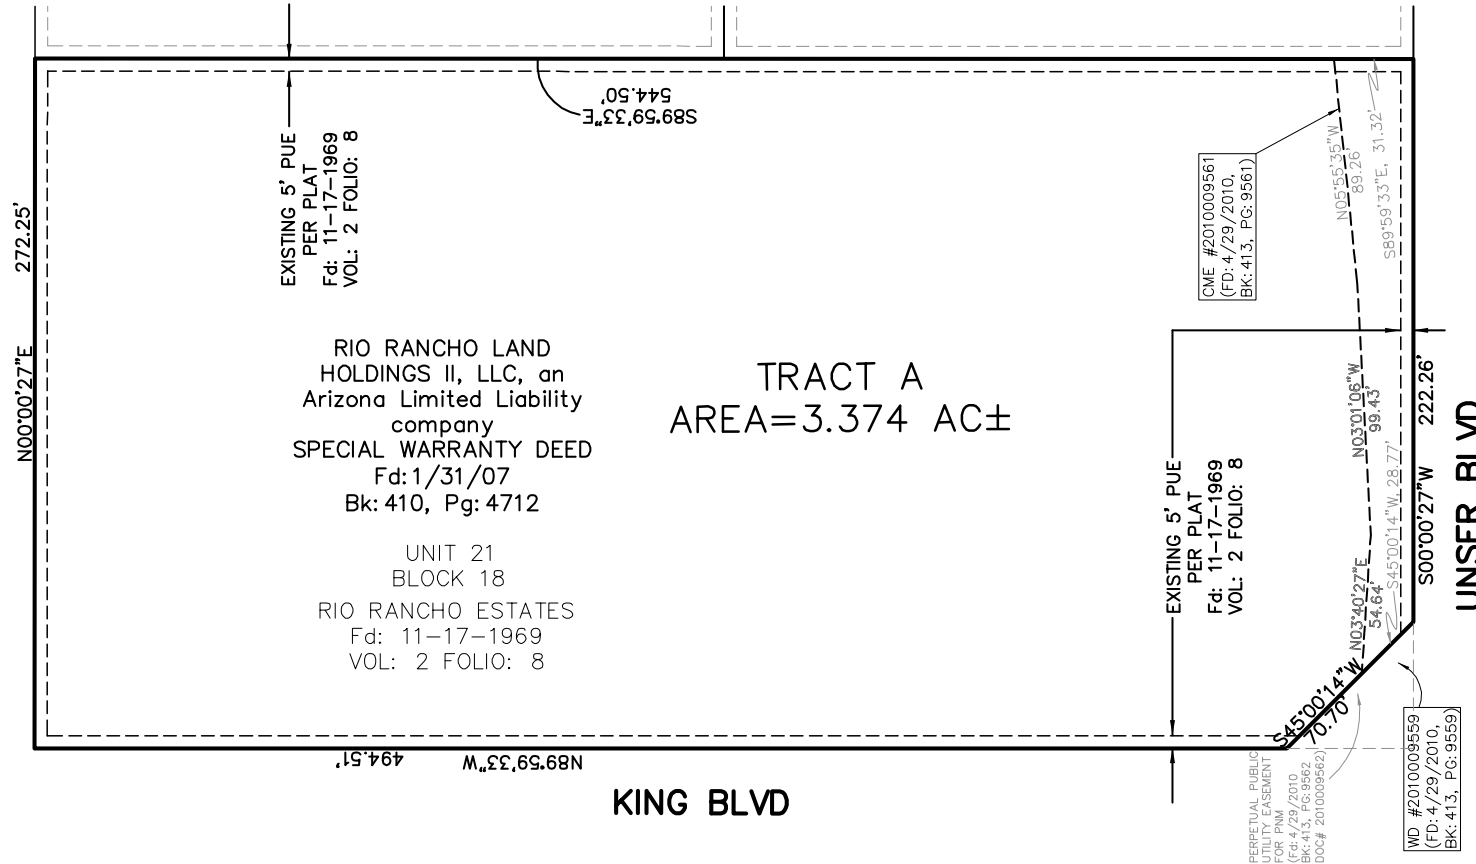 S89°59'33"E
544.50'
EXISTING 5' PUE
PER PLAT
Fd: 11-17-1969
VOL: 2 FOLIO: 8
N00°00'27"E 272.25'
CME #2010009561
(FD: 4/29/2010,
BK: 413, PG: 9561)
N05°55'35"W
89.26'
S89°59'33"E, 31.32'
RIO RANCHO LAND
HOLDINGS II, LLC, an
Arizona Limited Liability
company
SPECIAL WARRANTY DEED
Fd: 1/31/07
Bk: 410, Pg: 4712
UNIT 21
BLOCK 18
RIO RANCHO ESTATES
Fd: 11-17-1969
VOL: 2 FOLIO: 8
TRACT A
AREA=3.374 AC±
EXISTING 5' PUE
PER PLAT
Fd: 11-17-1969
VOL: 2 FOLIO: 8
N03°01'06"W
99.43'
S45°00'14"W, 28.77'
N03°40'27"E
54.64'
S00°00'27"W 222.26'
UNSER BLVD
S45°00'14"W
70.70'
N89°59'33"W 494.51'
KING BLVD
PERPETUAL PUBLIC
UTILITY EASEMENT
FOR PNM
(Fd: 4/29/2010
BK: 413, PG: 9562
DOC# 2010009562)
WD #2010009559
(FD: 4/29/2010,
BK: 413, PG: 9559)